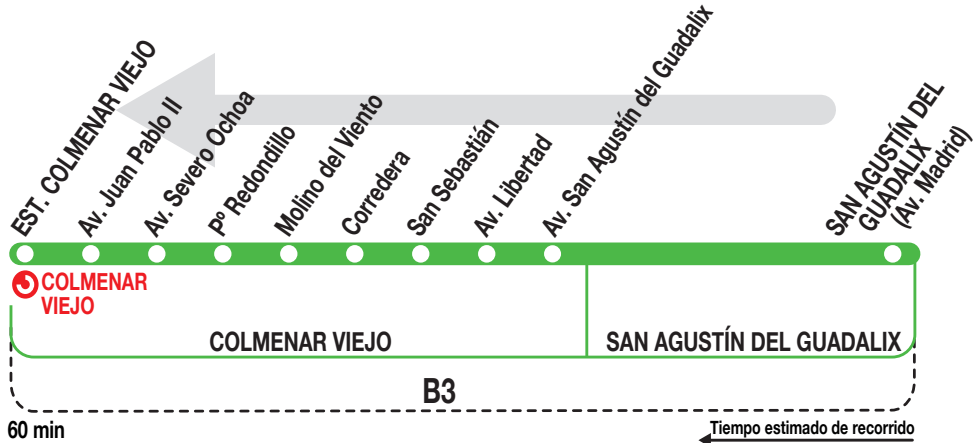 EST. COLMENAR VIEJO
Av. Juan Pablo II
Av. Severo Ochoa
Pº Redondillo
Molino del Viento
Corredera
San Sebastián
Av. Libertad
Av. San Agustín del Guadalix
SAN AGUSTÍN DEL
GUADALIX
(Av. Madrid)
COLMENAR
VIEJO
COLMENAR VIEJO
SAN AGUSTÍN DEL GUADALIX
B3
60 min
Tiempo estimado de recorrido